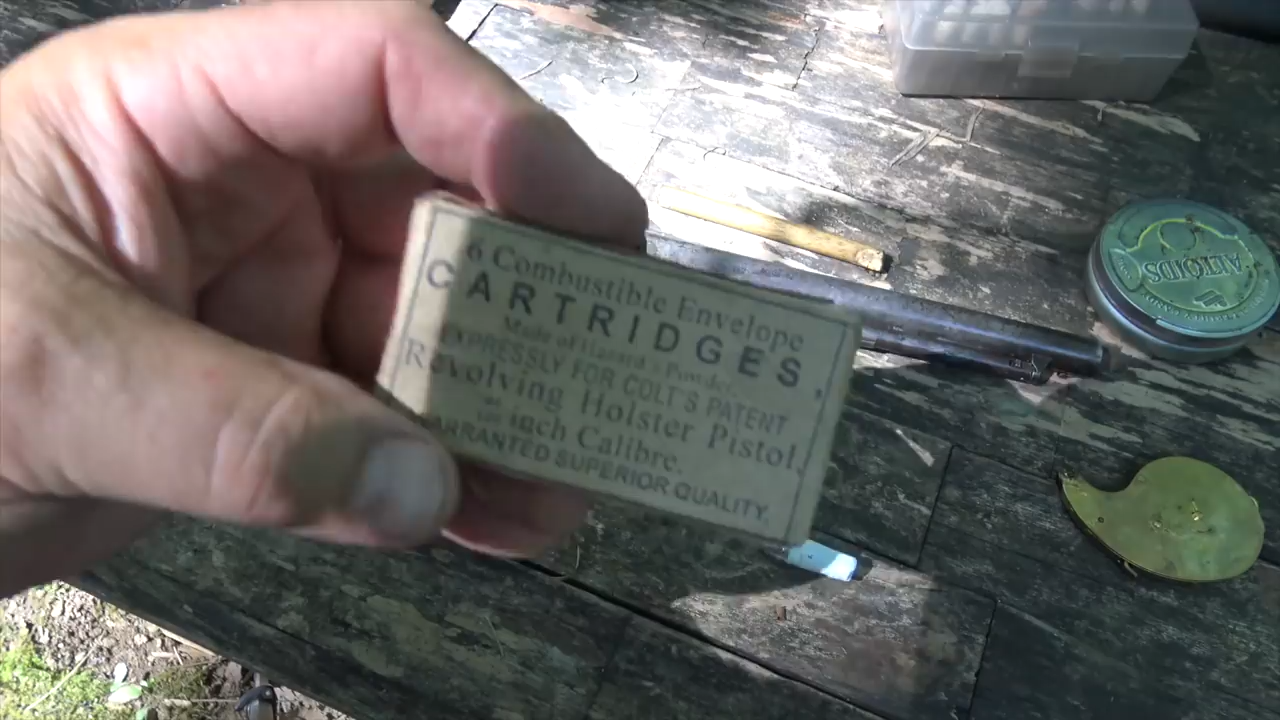 6 Combustible Envelope
CARTRIDGES,
Made of Hazard's Powder,
EXPRESSLY FOR COLT'S PATENT
Revolving Holster Pistol,
inch Calibre.
WARRANTED SUPERIOR QUALITY.
ALTOIDS